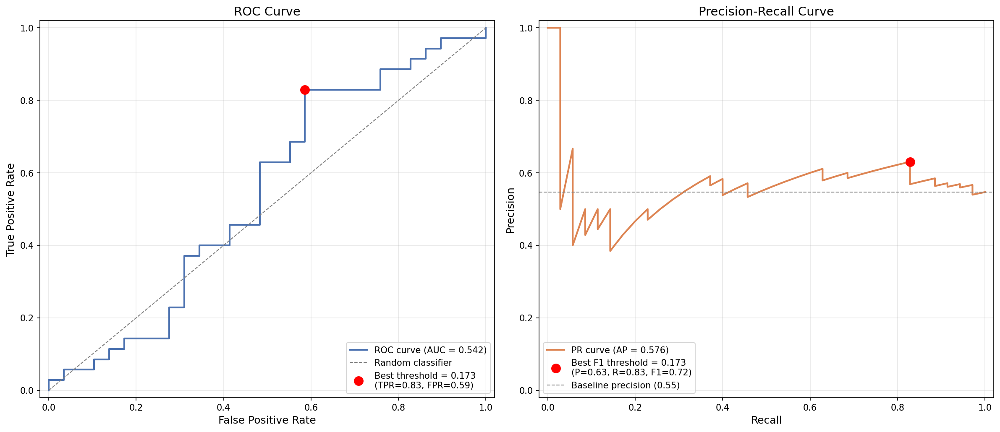 ROC Curve
1.0
0.8
0.6
0.4
0.2
0.0
True Positive Rate
0.0 0.2 0.4 0.6 0.8 1.0
False Positive Rate
ROC curve (AUC = 0.542)
Random classifier
Best threshold = 0.173
(TPR=0.83, FPR=0.59)
Precision-Recall Curve
1.0
0.8
0.6
0.4
0.2
0.0
Precision
0.0 0.2 0.4 0.6 0.8 1.0
Recall
PR curve (AP = 0.576)
Best F1 threshold = 0.173
(P=0.63, R=0.83, F1=0.72)
Baseline precision (0.55)